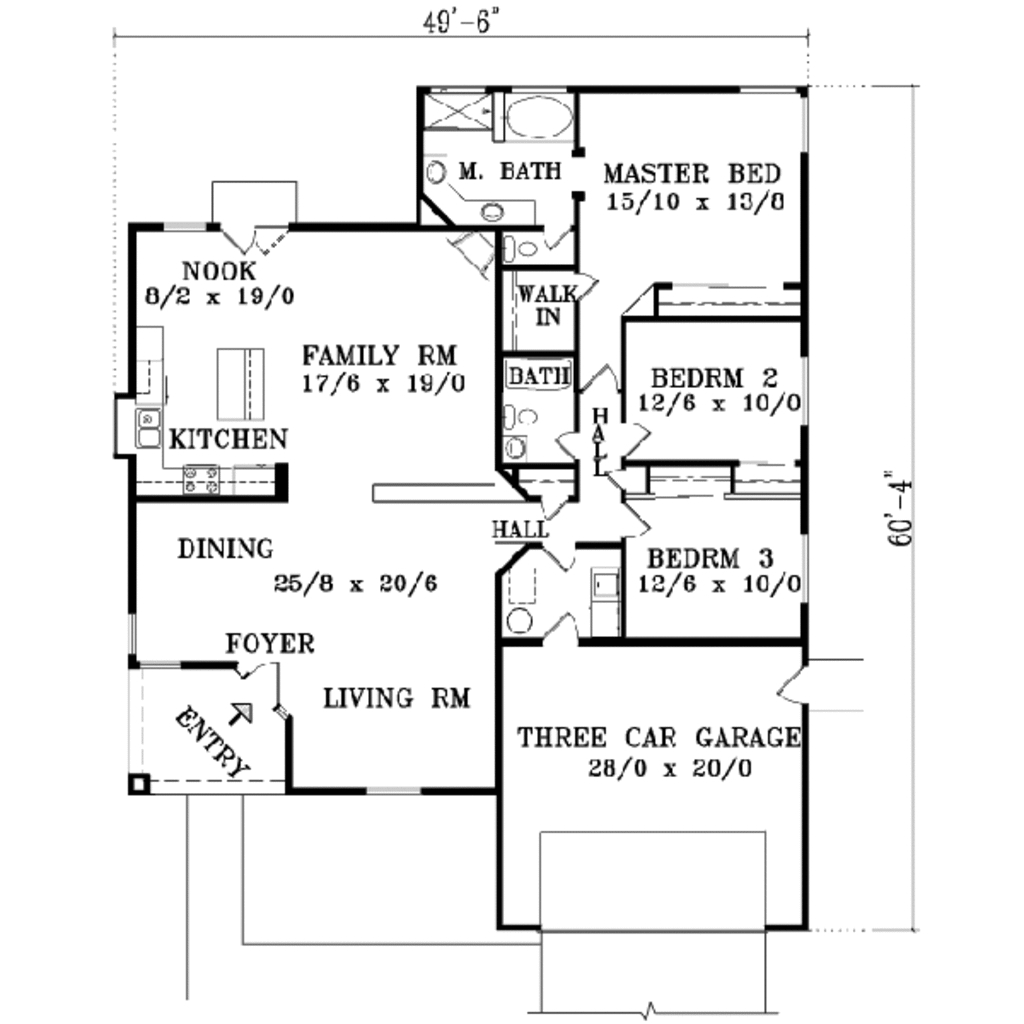 49'-6"
M. BATH
MASTER BED
15/10 x 13/8
NOOK
8/2 x 19/0
WALK
IN
FAMILY RM
17/6 x 19/0
BATH
BEDRM 2
12/6 x 10/0
HALL
KITCHEN
60'-4"
HALL
DINING
25/8 x 20/6
BEDRM 3
12/6 x 10/0
FOYER
LIVING RM
ENTRY
THREE CAR GARAGE
28/0 x 20/0